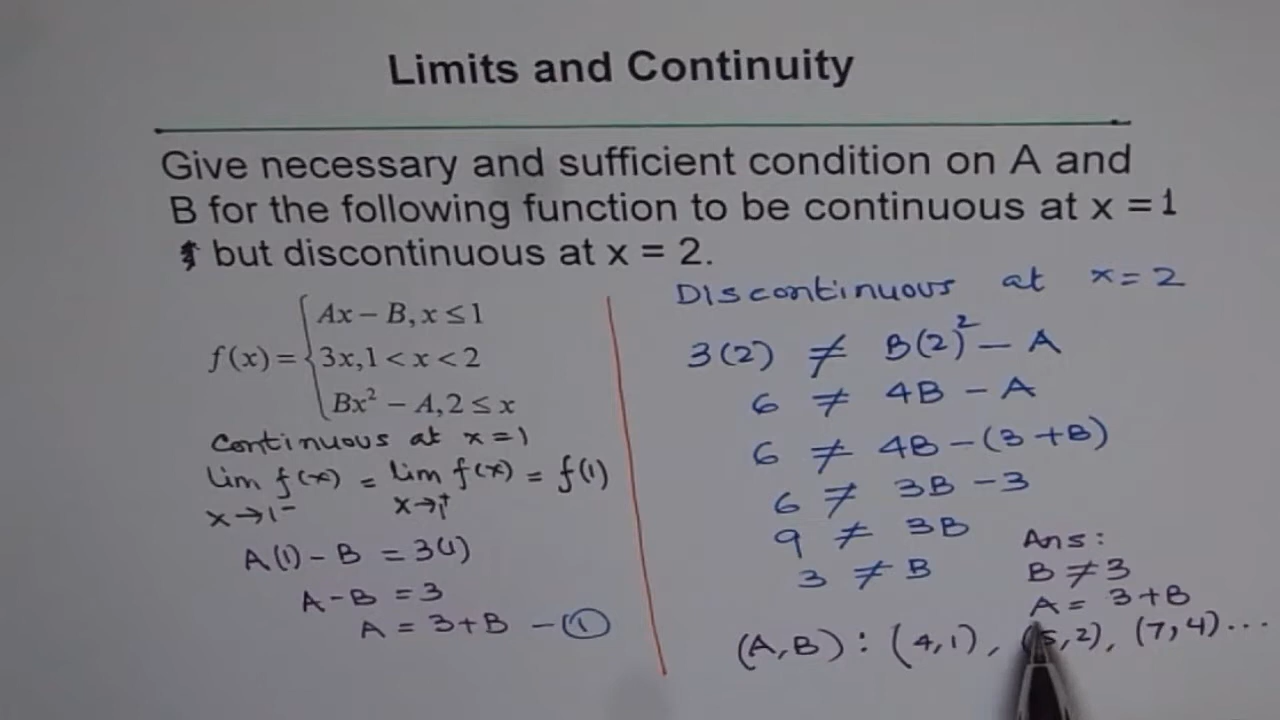 Limits and Continuity
Give necessary and sufficient condition on A and
B for the following function to be continuous at x = 1
but discontinuous at x = 2.
f(x) = { Ax − B, x ≤ 1
3x, 1 < x < 2
Bx² − A, 2 ≤ x
Continuous at x = 1
lim f(x) = lim f(x) = f(1)
x→1⁻ x→1⁺
A(1) − B = 3(1)
A − B = 3
A = 3 + B − ①
Discontinuous at x = 2
3(2) ≠ B(2)² − A
6 ≠ 4B − A
6 ≠ 4B − (3 + B)
6 ≠ 3B − 3
9 ≠ 3B
3 ≠ B
Ans:
B ≠ 3
A = 3 + B
(A, B) : (4, 1), (5, 2), (7, 4) ...